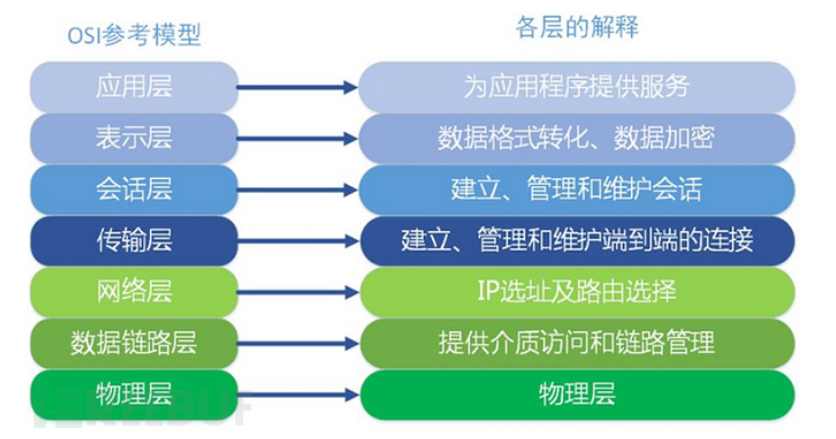 OSI参考模型
各层的解释
应用层
为应用程序提供服务
表示层
数据格式转化、数据加密
会话层
建立、管理和维护会话
传输层
建立、管理和维护端到端的连接
网络层
IP选址及路由选择
数据链路层
提供介质访问和链路管理
物理层
物理层